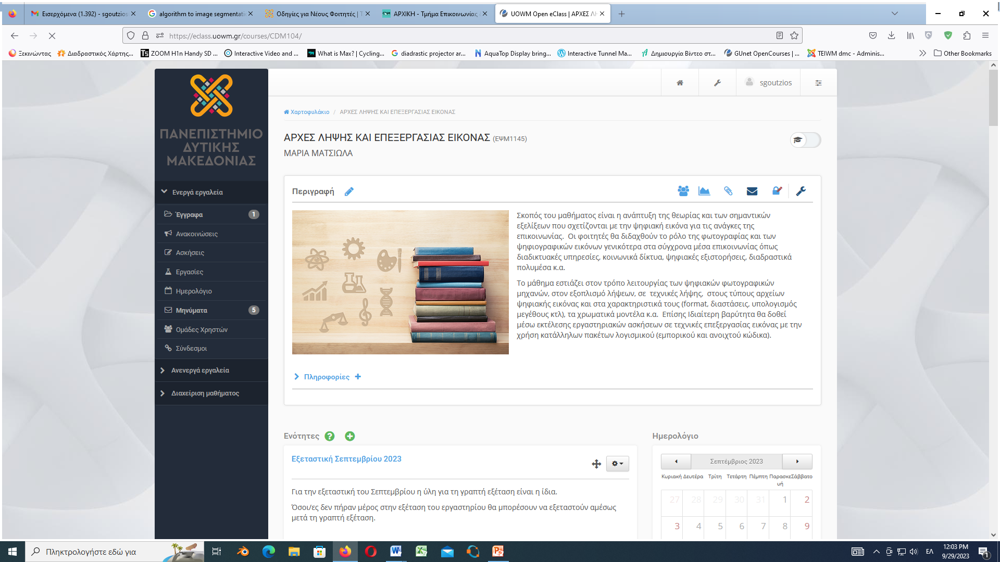 Εισερχόμενα (1.392) - sgoutzios
algorithm to image segmentatio
Οδηγίες για Νέους Φοιτητές | Τ
ΑΡΧΙΚΗ - Τμήμα Επικοινωνίας
UOWM Open eClass | ΑΡΧΕΣ ΛΗ
https://eclass.uowm.gr/courses/CDM104/
Ξεκινώντας
Διαδραστικός Χάρτης...
ZOOM H1n Handy SD ...
Interactive Video and ...
What is Max? | Cycling...
diadrastic projector ar...
AquaTop Display bring...
Interactive Tunnel Ma...
Δημιουργία Βίντεο στ...
GUnet OpenCourses | ...
TEIWM dmc - Adminis...
Other Bookmarks
ΠΑΝΕΠΙΣΤΗΜΙΟ
ΔΥΤΙΚΗΣ
ΜΑΚΕΔΟΝΙΑΣ
Ενεργά εργαλεία
Έγγραφα 1
Ανακοινώσεις
Ασκήσεις
Εργασίες
Ημερολόγιο
Μηνύματα 5
Ομάδες Χρηστών
Σύνδεσμοι
Ανενεργά εργαλεία
Διαχείριση μαθήματος
sgoutzios
Χαρτοφυλάκιο / ΑΡΧΕΣ ΛΗΨΗΣ ΚΑΙ ΕΠΕΞΕΡΓΑΣΙΑΣ ΕΙΚΟΝΑΣ
ΑΡΧΕΣ ΛΗΨΗΣ ΚΑΙ ΕΠΕΞΕΡΓΑΣΙΑΣ ΕΙΚΟΝΑΣ (ΕΨΜ1145)
ΜΑΡΙΑ ΜΑΤΣΙΩΛΑ
Περιγραφή
Σκοπός του μαθήματος είναι η ανάπτυξη της θεωρίας και των σημαντικών
εξελίξεων που σχετίζονται με την ψηφιακή εικόνα για τις ανάγκες της
επικοινωνίας. Οι φοιτητές θα διδαχθούν το ρόλο της φωτογραφίας και των
ψηφιογραφικών εικόνων γενικότερα στα σύγχρονα μέσα επικοινωνίας όπως
διαδικτυακές υπηρεσίες, κοινωνικά δίκτυα, ψηφιακές εξιστορήσεις, διαδραστικά
πολυμέσα κ.α.
Το μάθημα εστιάζει στον τρόπο λειτουργίας των ψηφιακών φωτογραφικών
μηχανών, στον εξοπλισμό λήψεων, σε τεχνικές λήψης, στους τύπους αρχείων
ψηφιακής εικόνας και στα χαρακτηριστικά τους (format, διαστάσεις, υπολογισμός
μεγέθους κτλ), τα χρωματικά μοντέλα κ.α. Επίσης Ιδιαίτερη βαρύτητα θα δοθεί
μέσω εκτέλεσης εργαστηριακών ασκήσεων σε τεχνικές επεξεργασίας εικόνας με την
χρήση κατάλληλων πακέτων λογισμικού (εμπορικού και ανοιχτού κώδικα).
Πληροφορίες
Ενότητες
Εξεταστική Σεπτεμβρίου 2023
Για την εξεταστική του Σεπτεμβρίου η ύλη για τη γραπτή εξέταση είναι η ίδια.
Όσοι/ες δεν πήραν μέρος στην εξέταση του εργαστηρίου θα μπορέσουν να εξεταστούν αμέσως
μετά τη γραπτή εξέταση.
Ημερολόγιο
Σεπτέμβριος 2023
Κυριακή Δευτέρα Τρίτη Τετάρτη Πέμπτη Παρασκευή Σάββατο
27 28 29 30 31 1 2
3 4 5 6 7 8 9
Πληκτρολογήστε εδώ για
ΕΛ
12:03 PM
9/29/2023
1